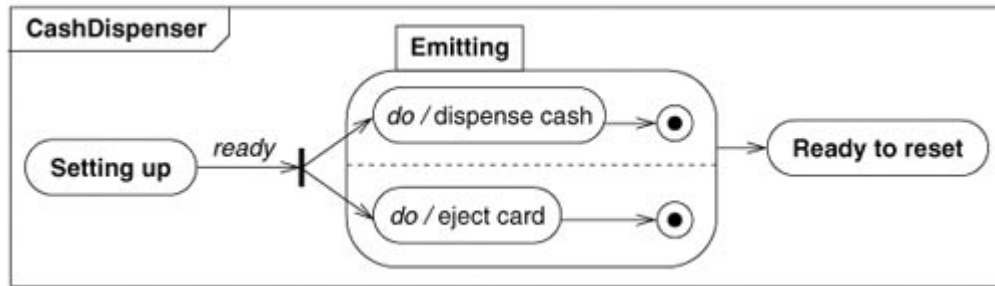 CashDispenser
Emitting
do / dispense cash
Setting up
ready
Ready to reset
do / eject card